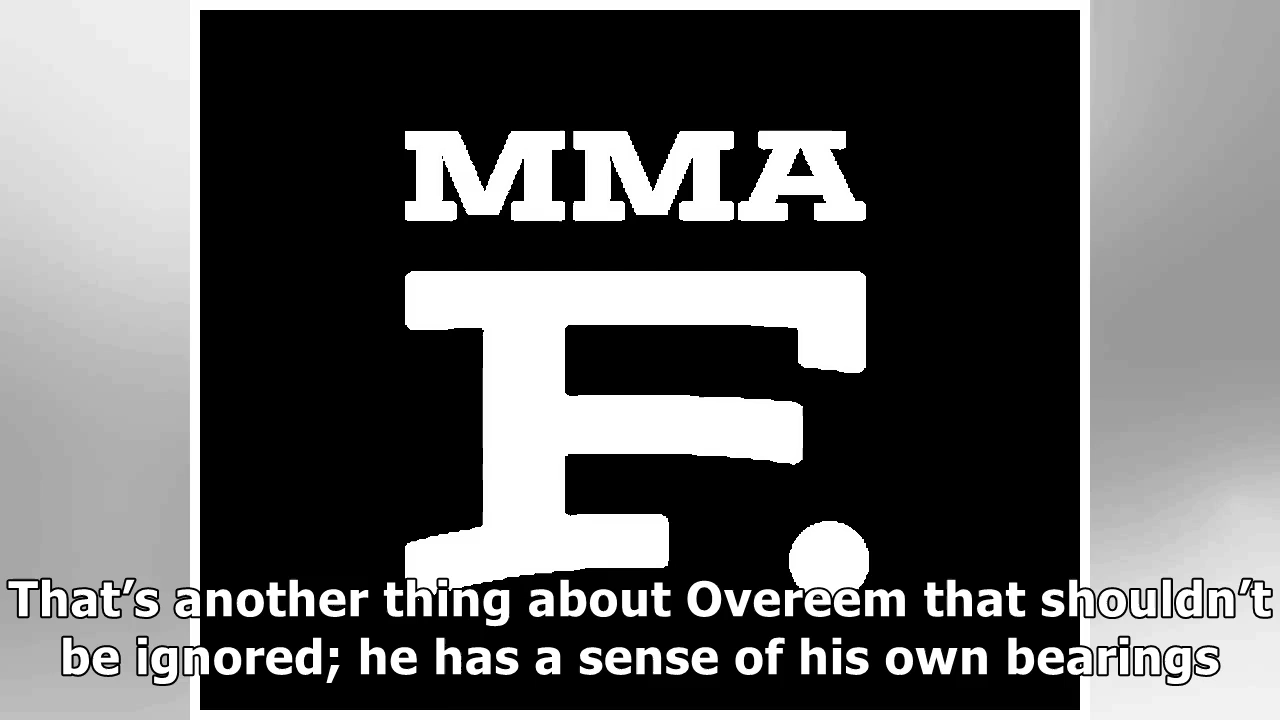 MMA
F.
That’s another thing about Overeem that shouldn’t
be ignored; he has a sense of his own bearings